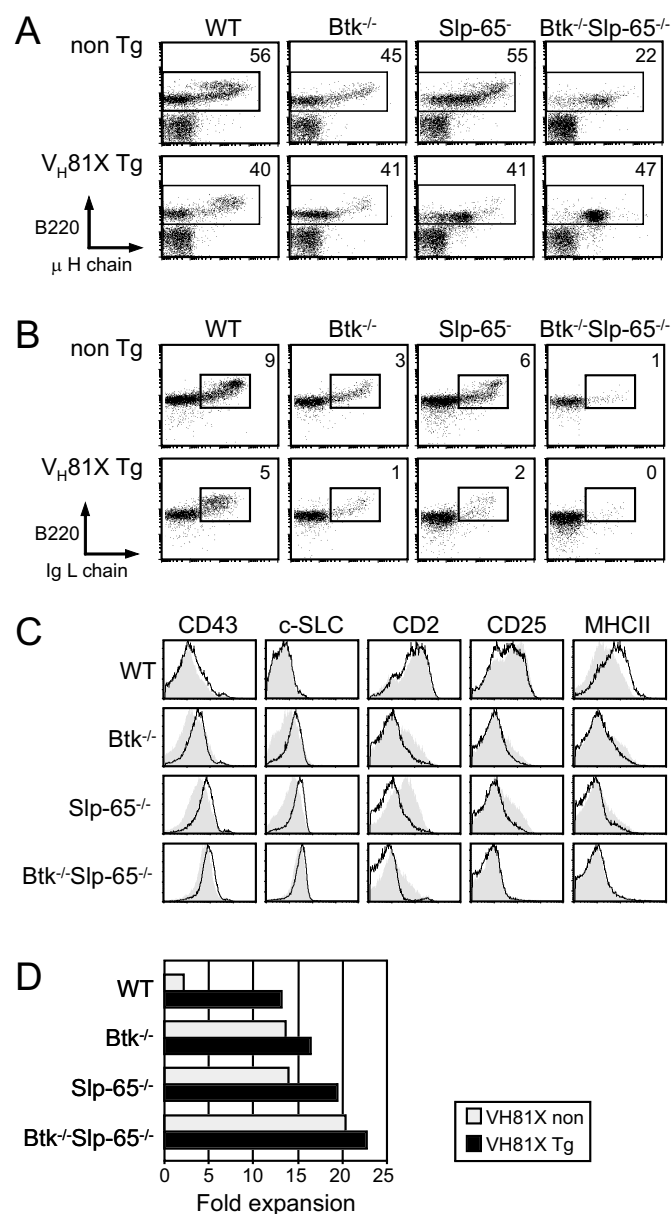 A
WT Btk-/- Slp-65- Btk-/-Slp-65-/-
non Tg
56 45 55 22
VH81X Tg
40 41 41 47
B220
μ H chain
B
WT Btk-/- Slp-65- Btk-/-Slp-65-/-
non Tg
9 3 6 1
VH81X Tg
5 1 2 0
B220
Ig L chain
C
CD43 c-SLC CD2 CD25 MHCII
WT
Btk-/-
Slp-65-/-
Btk-/-Slp-65-/-
D
WT
Btk-/-
Slp-65-/-
Btk-/-Slp-65-/-
0 5 10 15 20 25
Fold expansion
VH81X non
VH81X Tg